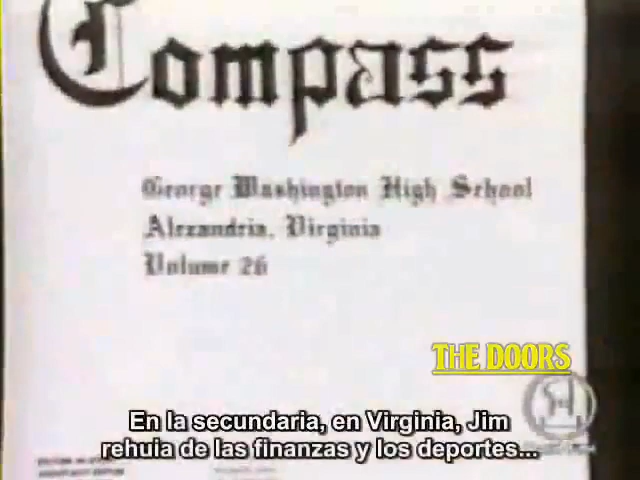 Compass
George Washington High School
Alexandria, Virginia
Volume 26
THE DOORS
En la secundaria, en Virginia, Jim
rehuia de las finanzas y los deportes...